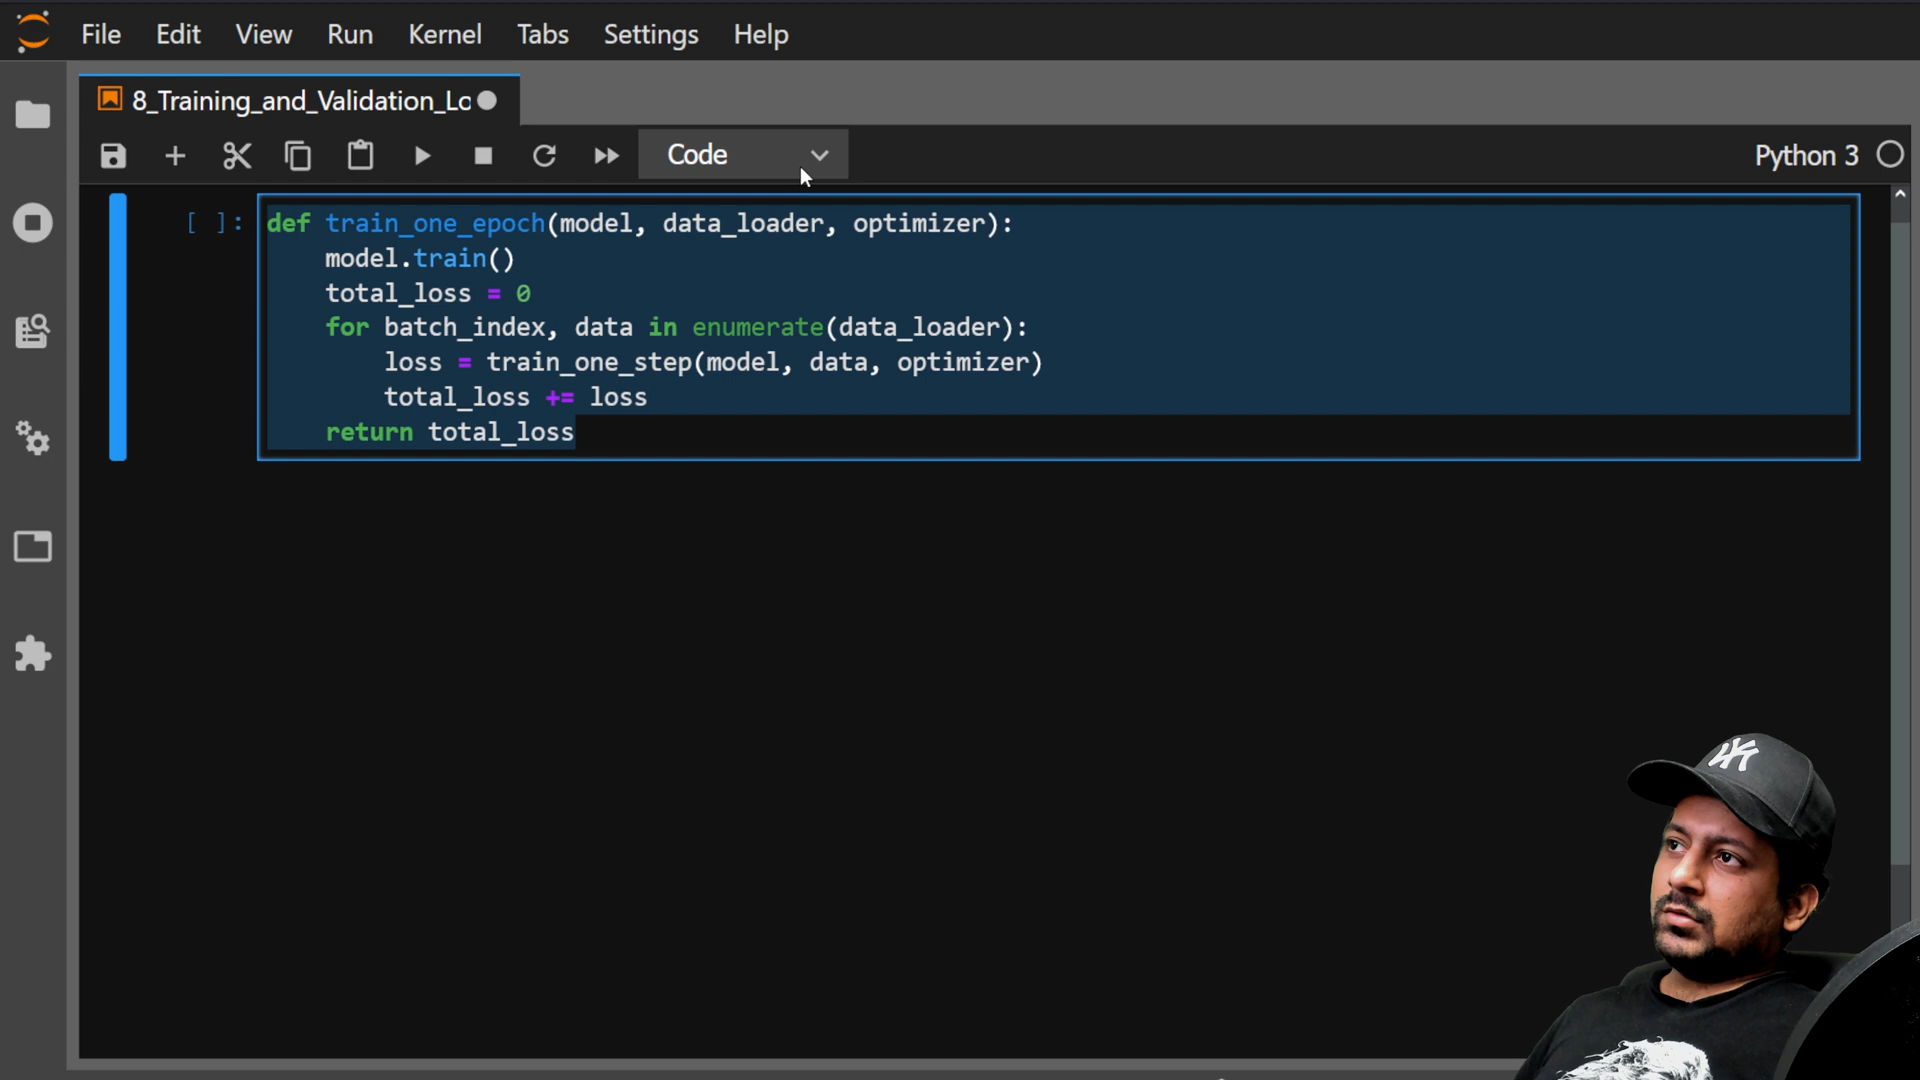 File Edit View Run Kernel Tabs Settings Help
8_Training_and_Validation_Lo
Code
Python 3
[ ]:
def train_one_epoch(model, data_loader, optimizer):
    model.train()
    total_loss = 0
    for batch_index, data in enumerate(data_loader):
        loss = train_one_step(model, data, optimizer)
        total_loss += loss
    return total_loss